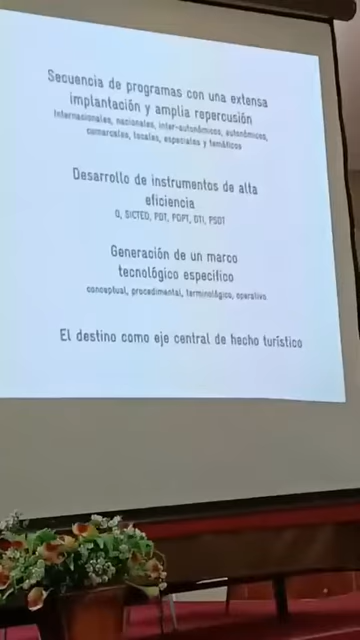 Secuencia de programas con una extensa
implantación y amplia repercusión
Internacionales, nacionales, inter-autonómicos, autonómicos,
comarcales, locales, especiales y temáticos
Desarrollo de instrumentos de alta
eficiencia
Q, SICTED, PDT, PCPT, DTI, PSDT
Generación de un marco
tecnológico específico
conceptual, procedimental, terminológico, operativo
El destino como eje central de hecho turístico